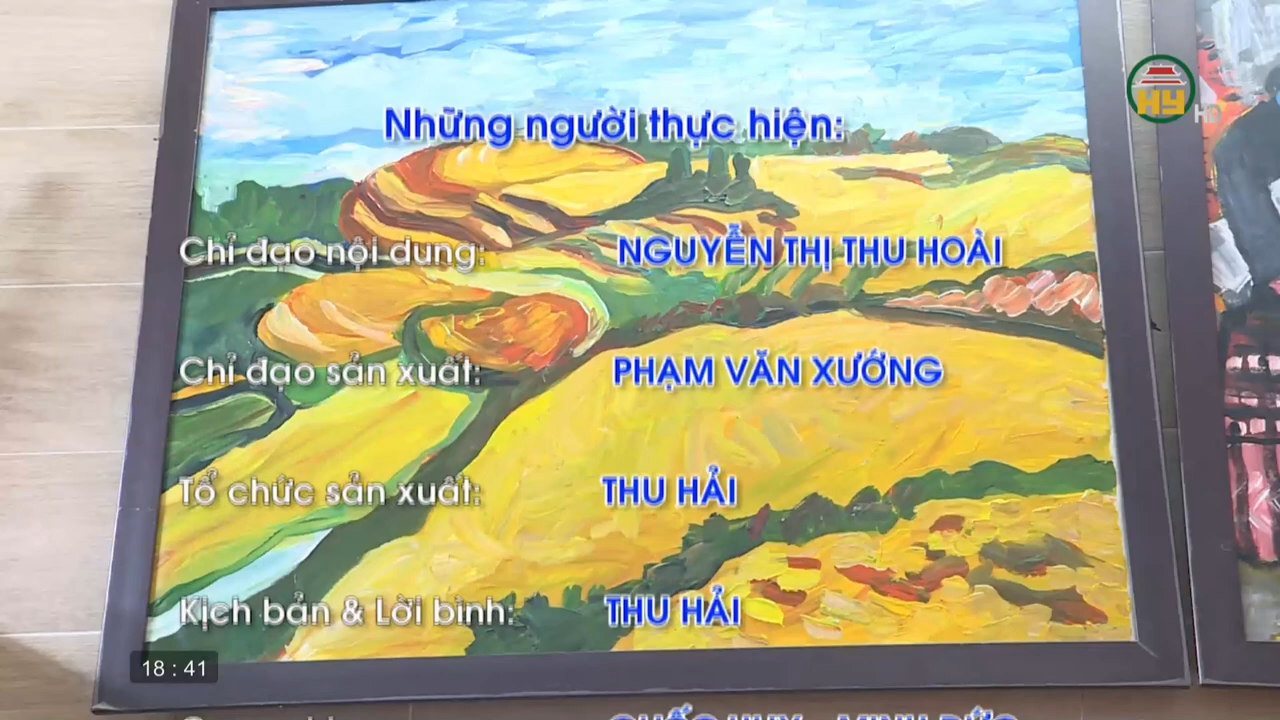 HY
HD
Những người thực hiện:
Chỉ đạo nội dung: NGUYỄN THỊ THU HOÀI
Chỉ đạo sản xuất: PHẠM VĂN XƯỚNG
Tổ chức sản xuất: THU HẢI
Kịch bản & Lời bình: THU HẢI
18 : 41